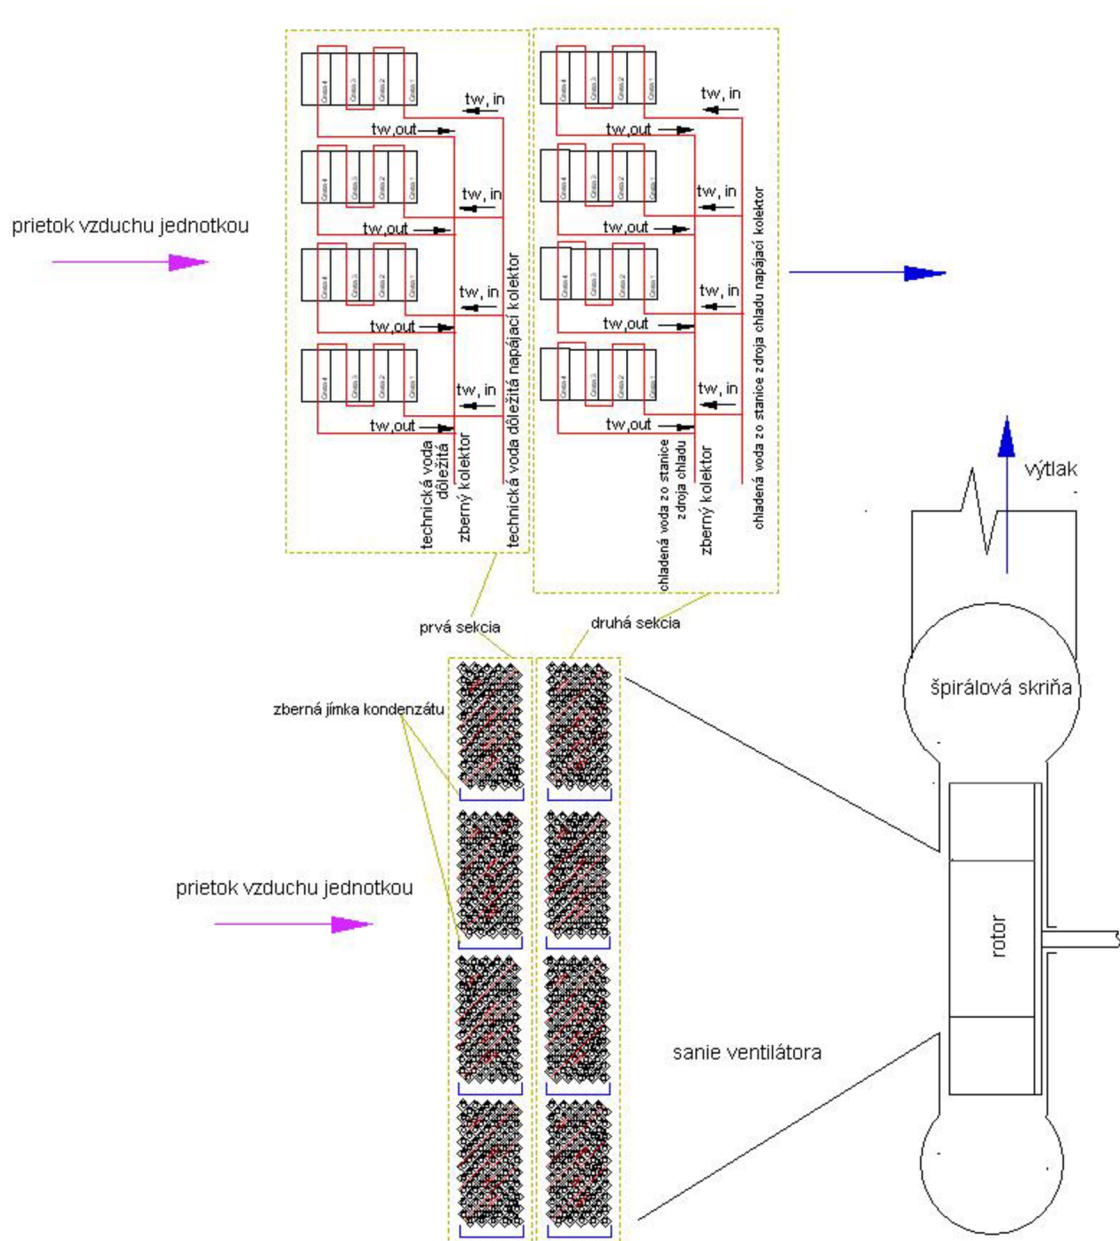 prietok vzduchu jednotkou
tw, in
tw,out
tw, in
tw,out
tw, in
tw,out
tw, in
tw,out
technická voda
dôležitá
zberný kolektor
technická voda dôležitá napájací kolektor
tw, in
tw,out
tw, in
tw,out
tw, in
tw,out
tw, in
tw,out
chladená voda zo stanice
zdroja chladu
zberný kolektor
chladená voda zo stanice zdroja chladu napájací kolektor
výtlak
prvá sekcia
druhá sekcia
zberná jímka kondenzátu
špirálová skriňa
prietok vzduchu jednotkou
rotor
sanie ventilátora